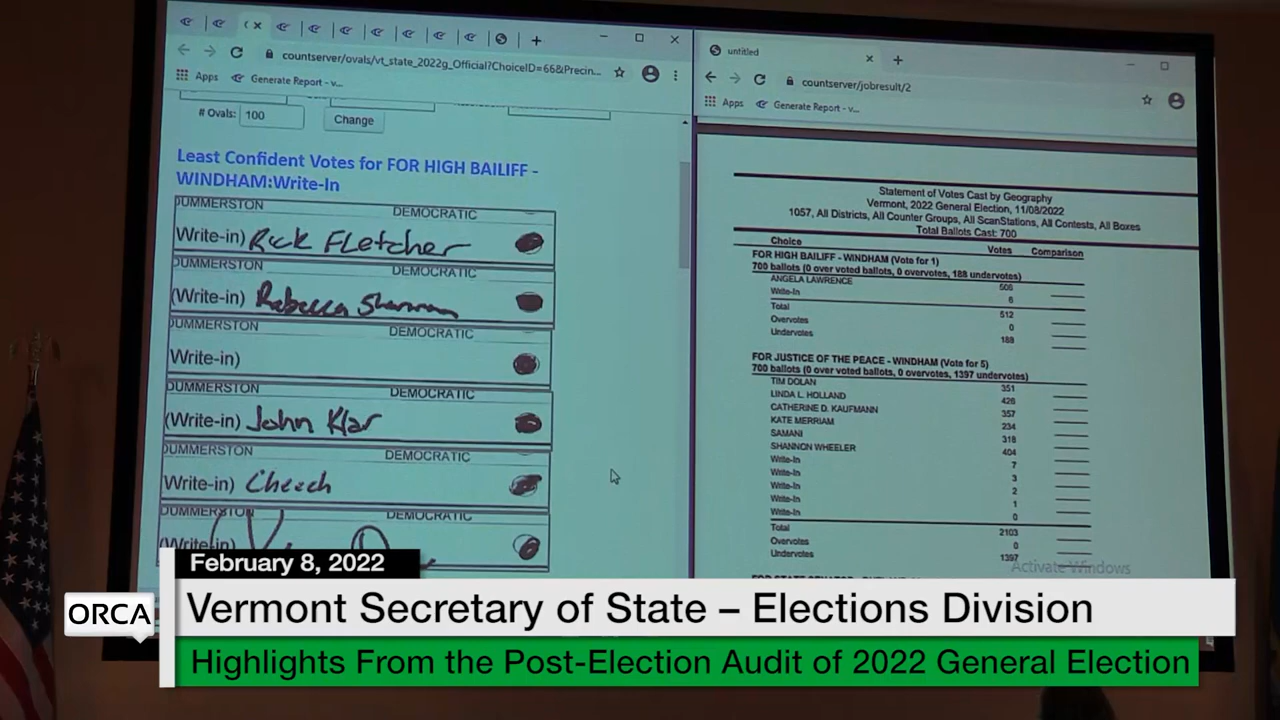 countserver/ovals/vt_state_2022g_Official?ChoiceID=66&Precin...
Apps Generate Report - v...
# Ovals: 100 Change
Least Confident Votes for FOR HIGH BAILIFF -
WINDHAM:Write-In
DUMMERSTON DEMOCRATIC
(Write-in) Rick Fletcher
DUMMERSTON DEMOCRATIC
(Write-in) Rebecca
DUMMERSTON DEMOCRATIC
(Write-in)
DUMMERSTON DEMOCRATIC
(Write-in) John Klar
DUMMERSTON DEMOCRATIC
(Write-in) Cheech
DUMMERSTON DEMOCRATIC
(Write-in)
untitled
countserver/jobresult/2
Apps Generate Report - v...
Statement of Votes Cast by Geography
Vermont, 2022 General Election, 11/08/2022
1057, All Districts, All Counter Groups, All ScanStations, All Contests, All Boxes
Total Ballots Cast: 700
Choice Votes Comparison
FOR HIGH BAILIFF - WINDHAM (Vote for 1)
700 ballots (0 over voted ballots, 0 overvotes, 188 undervotes)
ANGELA LAWRENCE 506
Write-In 6
Total 512
Overvotes 0
Undervotes 188
FOR JUSTICE OF THE PEACE - WINDHAM (Vote for 5)
700 ballots (0 over voted ballots, 0 overvotes, 1397 undervotes)
TIM DOLAN 351
LINDA L. HOLLAND 426
CATHERINE D. KAUFMANN 357
KATE MERRIAM 234
SAMANI 318
SHANNON WHEELER 404
Write-In 7
Write-In 3
Write-In 2
Write-In 1
Write-In 0
Total 2103
Overvotes 0
Undervotes 1397
Activate Windows
February 8, 2022
ORCA
Vermont Secretary of State – Elections Division
Highlights From the Post-Election Audit of 2022 General Election